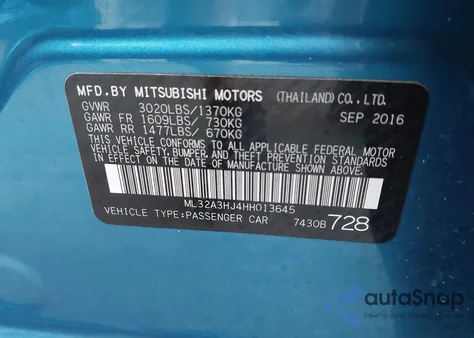 MFD.BY MITSUBISHI MOTORS (THAILAND)CO.,LTD.
GVWR 3020LBS/1370KG SEP 2016
GAWR FR 1609LBS/ 730KG
GAWR RR 1477LBS/ 670KG
THIS VEHICLE CONFORMS TO ALL APPLICABLE FEDERAL MOTOR
VEHICLE SAFETY, BUMPER, AND THEFT PREVENTION
STANDARDS IN EFFECT ON THE DATE OF MANUFACTURE
SHOWN ABOVE.
ML32A3HJ4HH013645
VEHICLE TYPE:PASSENGER CAR 7430B 728
autoSnap